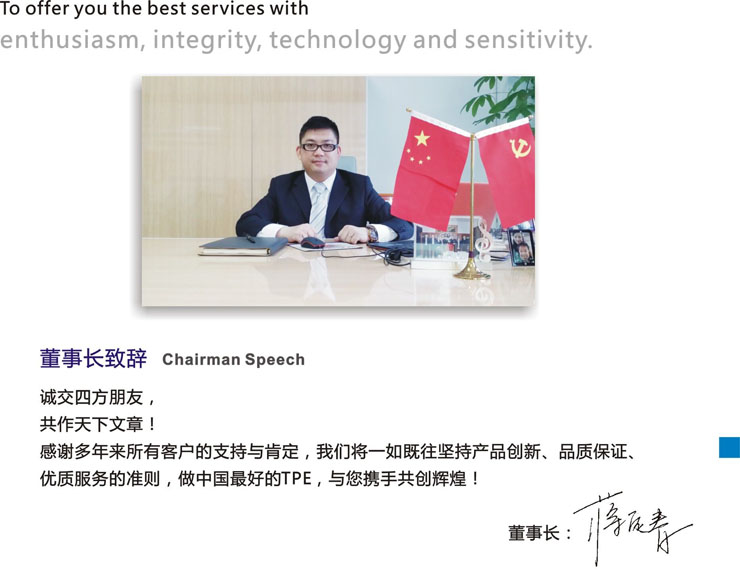 To offer you the best services with
enthusiasm, integrity, technology and sensitivity.
董事长致辞 Chairman Speech
诚交四方朋友，
共作天下文章！
感谢多年来所有客户的支持与肯定，我们将一如既往坚持产品创新、品质保证、
优质服务的准则，做中国最好的TPE，与您携手共创辉煌！
董事长：